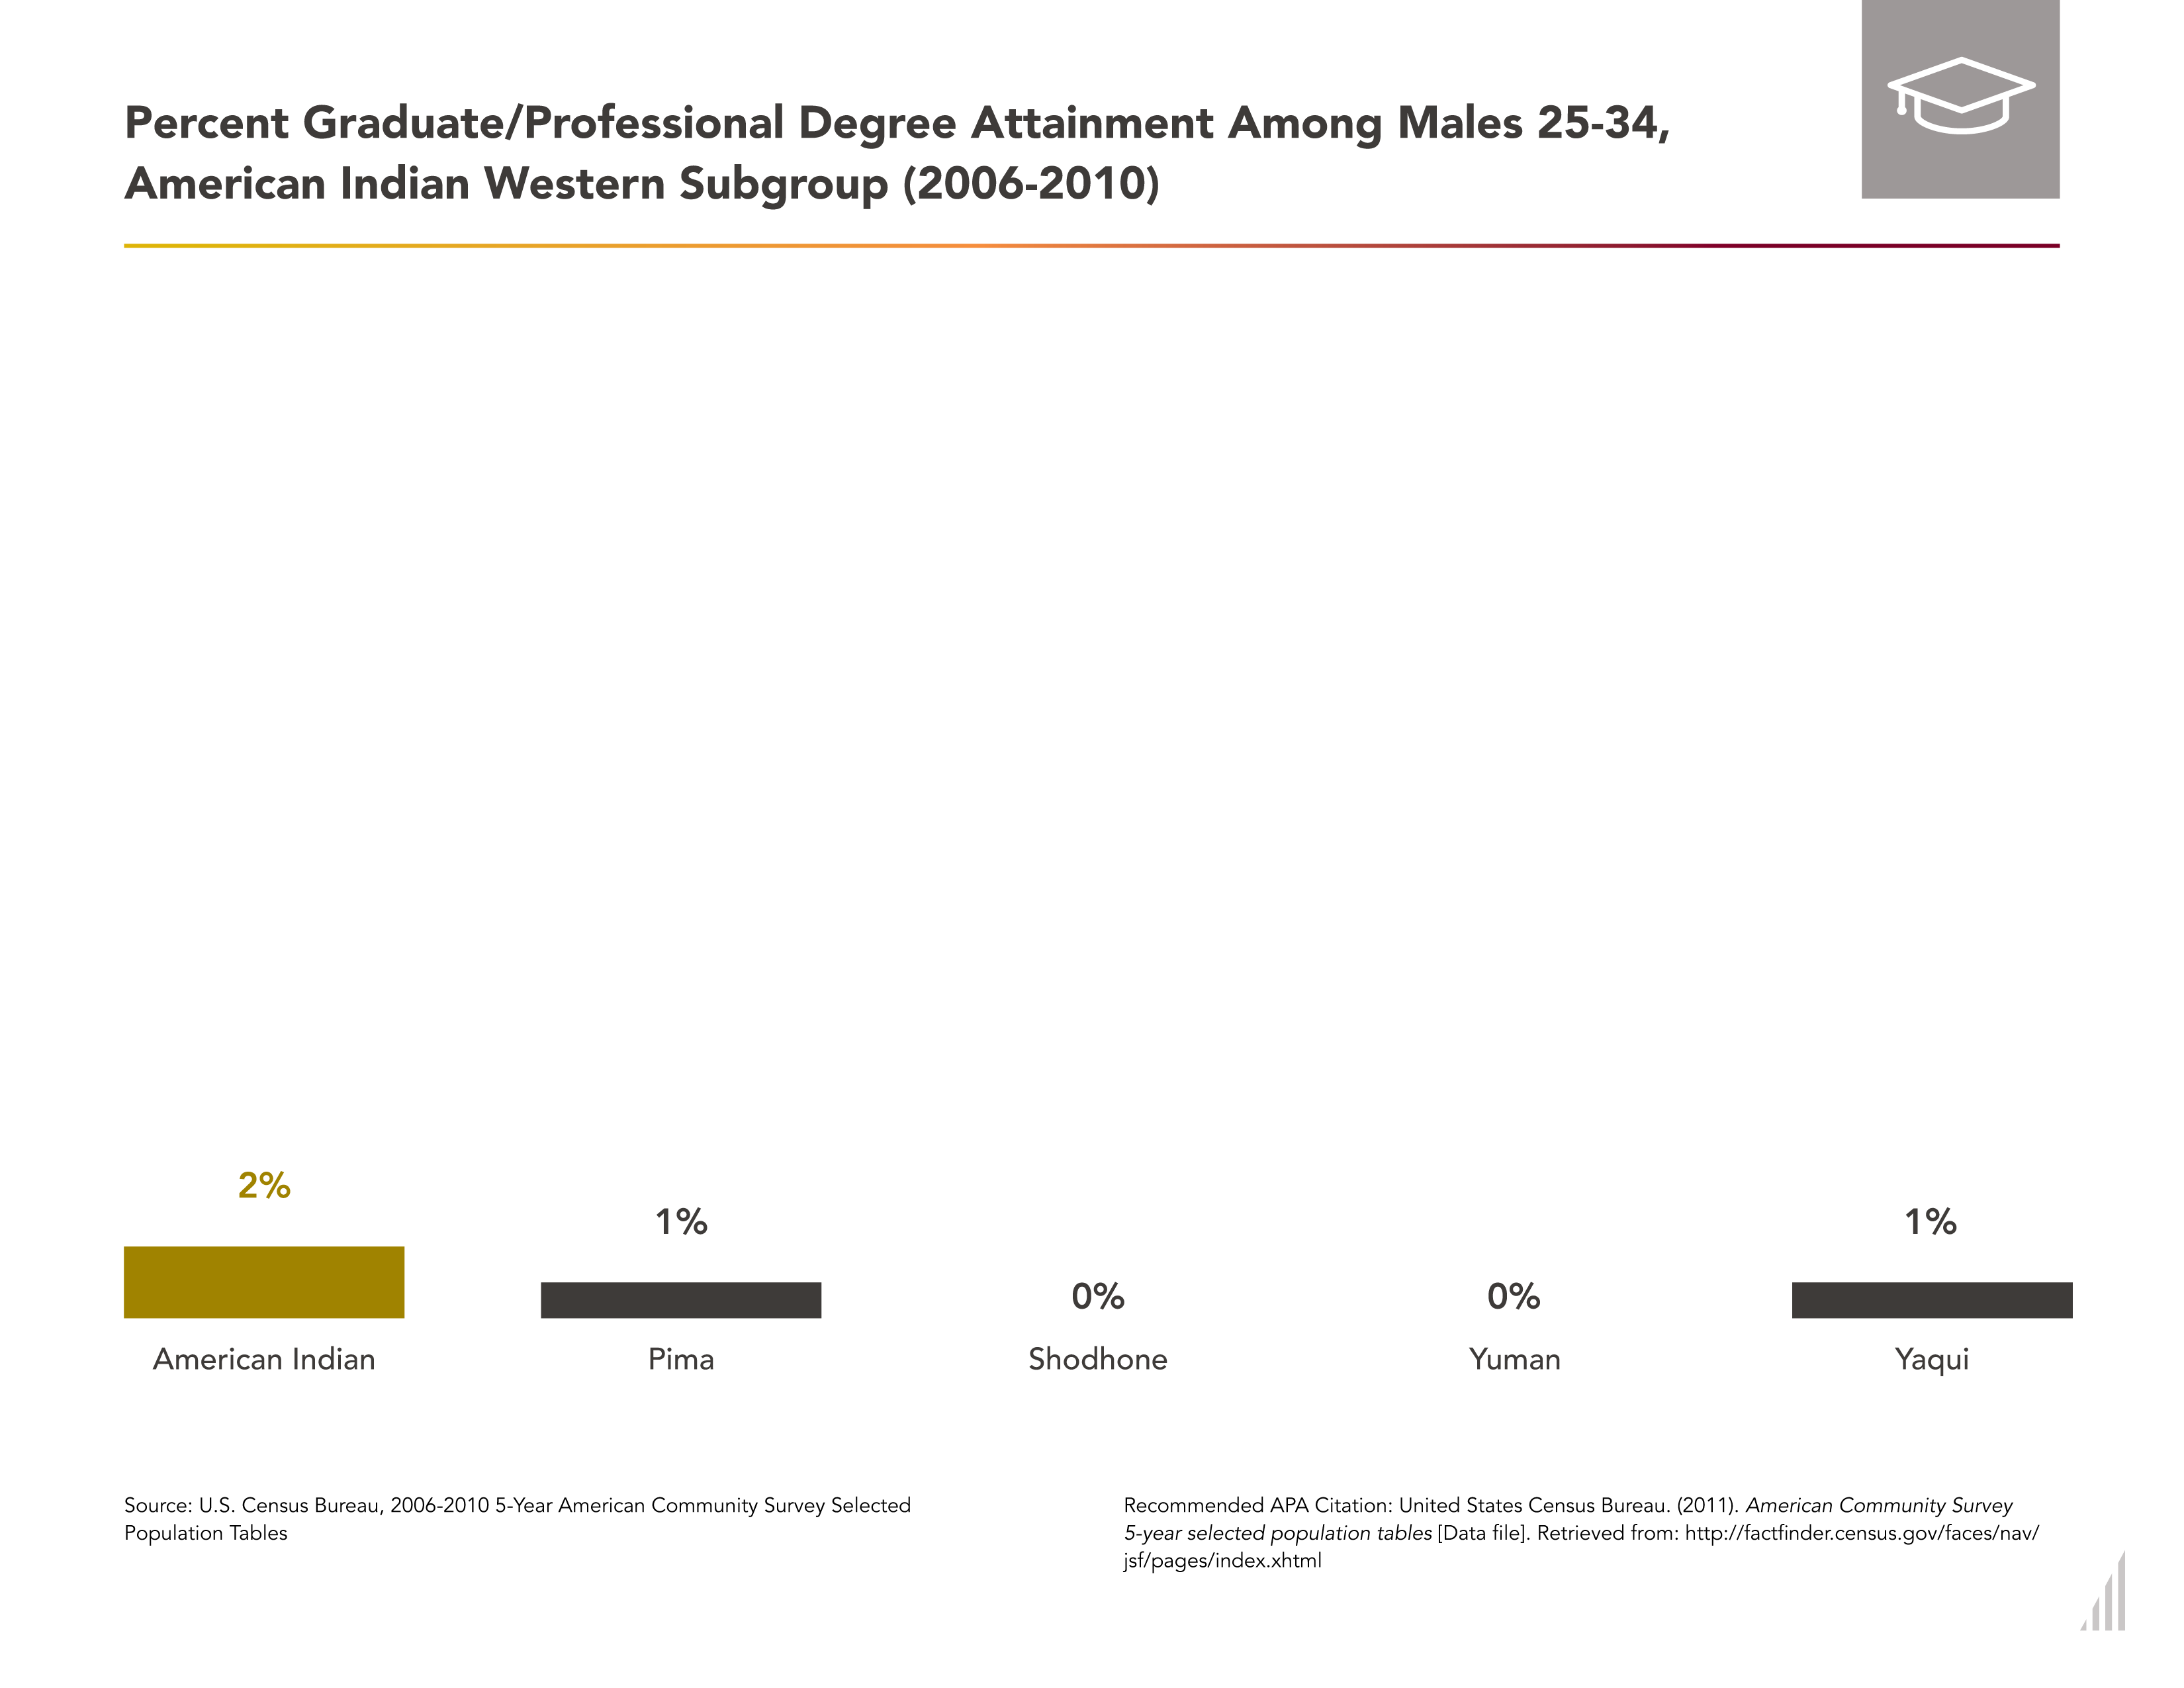 Percent Graduate/Professional Degree Attainment Among Males 25-34,
American Indian Western Subgroup (2006-2010)
2%
1%
0%
0%
1%
American Indian
Pima
Shodhone
Yuman
Yaqui
Source: U.S. Census Bureau, 2006-2010 5-Year American Community Survey Selected
Population Tables
Recommended APA Citation: United States Census Bureau. (2011). American Community Survey
5-year selected population tables [Data file]. Retrieved from: http://factfinder.census.gov/faces/nav/
jsf/pages/index.xhtml